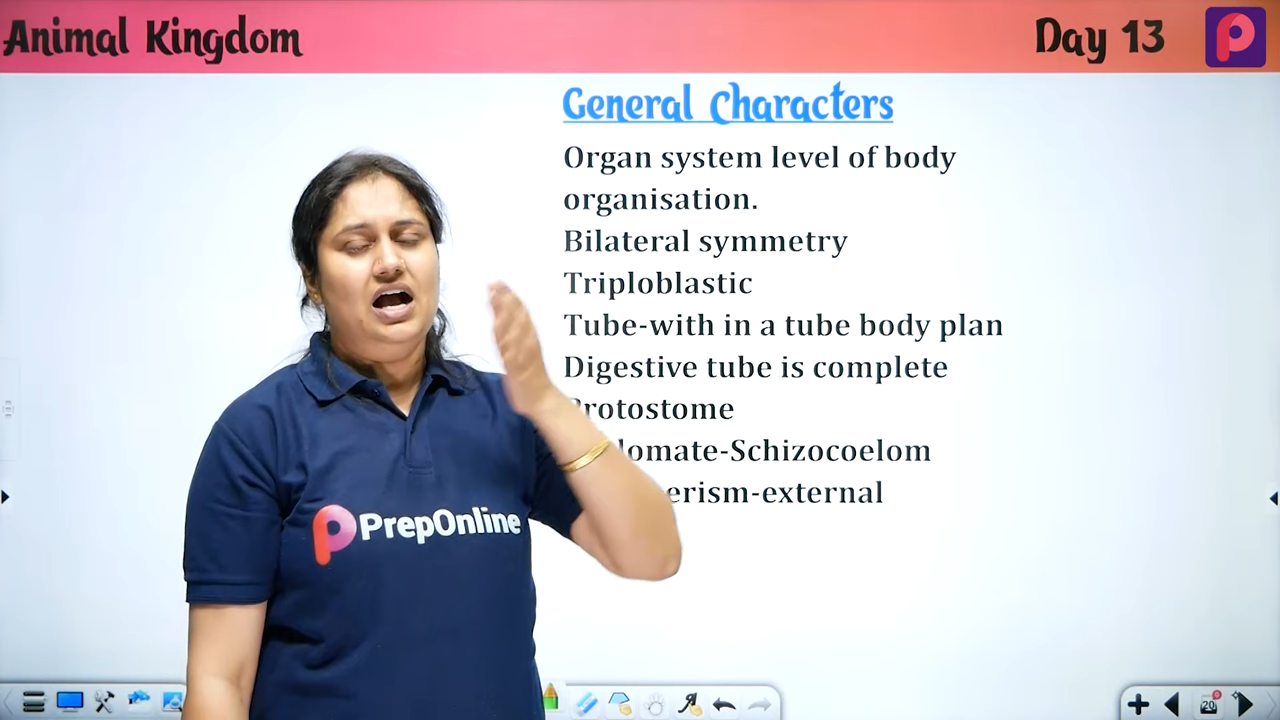 Animal Kingdom
Day 13
General Characters
Organ system level of body
organisation.
Bilateral symmetry
Triploblastic
Tube-with in a tube body plan
Digestive tube is complete
rotostome
lomate-Schizocoelom
erism-external
PrepOnline
20